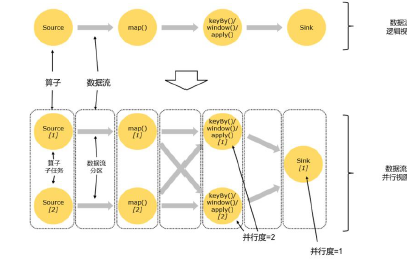 Source
map()
keyBy()/
window()/
apply()
Sink
数据流
逻辑视
算子
数据流
Source
[1]
map()
[1]
keyBy()/
window()/
apply()
[1]
算子
子任务
数据流
分区
Sink
[1]
数据流
并行视图
Source
[2]
map()
[2]
keyBy()/
window()/
apply()
[2]
并行度=2
并行度=1